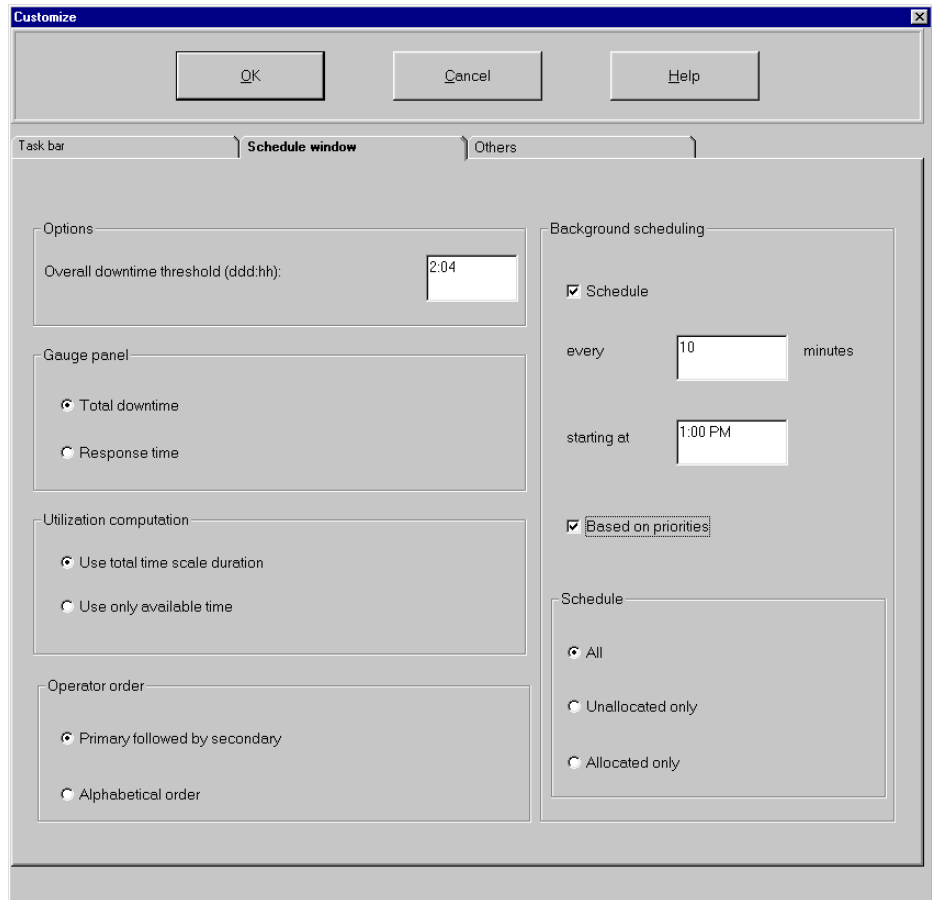 Customize
OK
Cancel
Help
Task bar
Schedule window
Others
Options
Overall downtime threshold (ddd:hh):
2:04
Gauge panel
Total downtime
Response time
Utilization computation
Use total time scale duration
Use only available time
Operator order
Primary followed by secondary
Alphabetical order
Background scheduling
Schedule
every
10
minutes
starting at
1:00 PM
Based on priorities
Schedule
All
Unallocated only
Allocated only